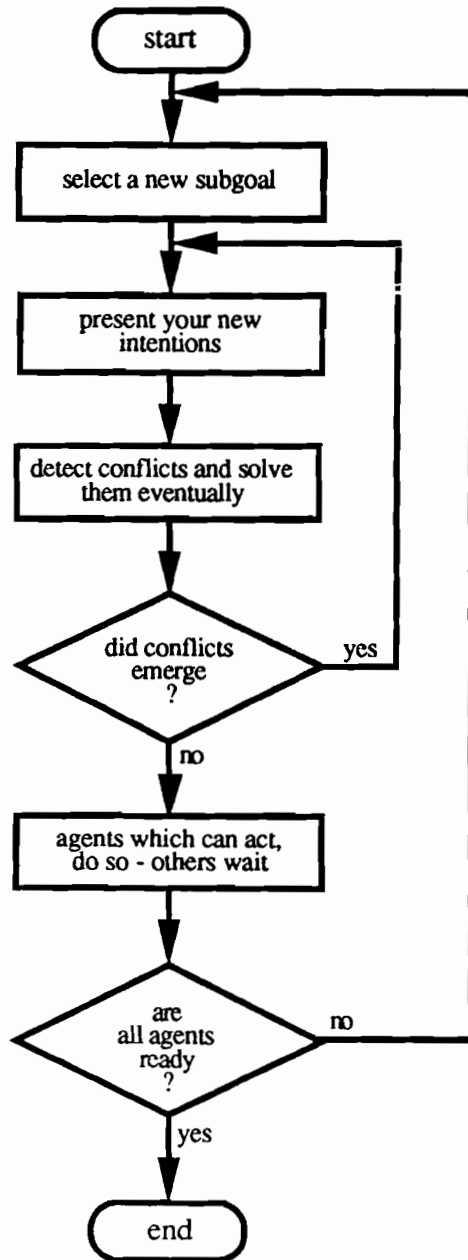 start
select a new subgoal
present your new
intentions
detect conflicts and solve
them eventually
did conflicts
emerge
?
yes
no
agents which can act,
do so - others wait
are
all agents
ready
?
no
yes
end